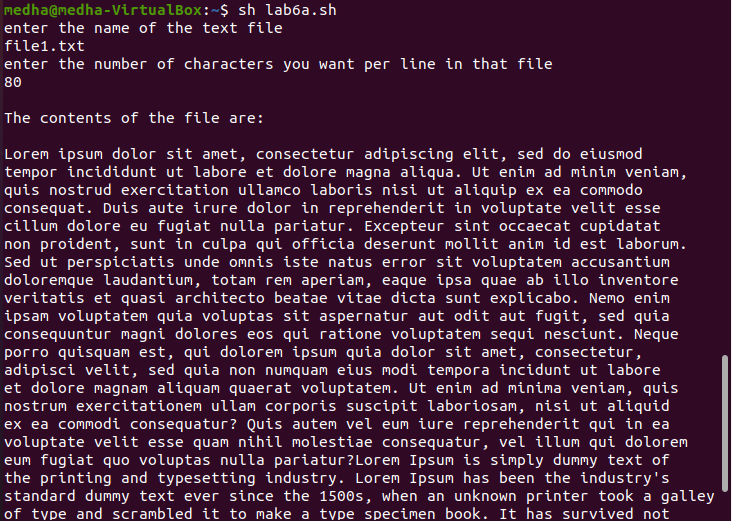 medha@medha-VirtualBox:~$ sh lab6a.sh
enter the name of the text file
file1.txt
enter the number of characters you want per line in that file
80
The contents of the file are:
Lorem ipsum dolor sit amet, consectetur adipiscing elit, sed do eiusmod
tempor incididunt ut labore et dolore magna aliqua. Ut enim ad minim veniam,
quis nostrud exercitation ullamco laboris nisi ut aliquip ex ea commodo
consequat. Duis aute irure dolor in reprehenderit in voluptate velit esse
cillum dolore eu fugiat nulla pariatur. Excepteur sint occaecat cupidatat
non proident, sunt in culpa qui officia deserunt mollit anim id est laborum.
Sed ut perspiciatis unde omnis iste natus error sit voluptatem accusantium
doloremque laudantium, totam rem aperiam, eaque ipsa quae ab illo inventore
veritatis et quasi architecto beatae vitae dicta sunt explicabo. Nemo enim
ipsam voluptatem quia voluptas sit aspernatur aut odit aut fugit, sed quia
consequuntur magni dolores eos qui ratione voluptatem sequi nesciunt. Neque
porro quisquam est, qui dolorem ipsum quia dolor sit amet, consectetur,
adipisci velit, sed quia non numquam eius modi tempora incidunt ut labore
et dolore magnam aliquam quaerat voluptatem. Ut enim ad minima veniam, quis
nostrum exercitationem ullam corporis suscipit laboriosam, nisi ut aliquid
ex ea commodi consequatur? Quis autem vel eum iure reprehenderit qui in ea
voluptate velit esse quam nihil molestiae consequatur, vel illum qui dolorem
eum fugiat quo voluptas nulla pariatur?Lorem Ipsum is simply dummy text of
the printing and typesetting industry. Lorem Ipsum has been the industry's
standard dummy text ever since the 1500s, when an unknown printer took a galley
of type and scrambled it to make a type specimen book. It has survived not